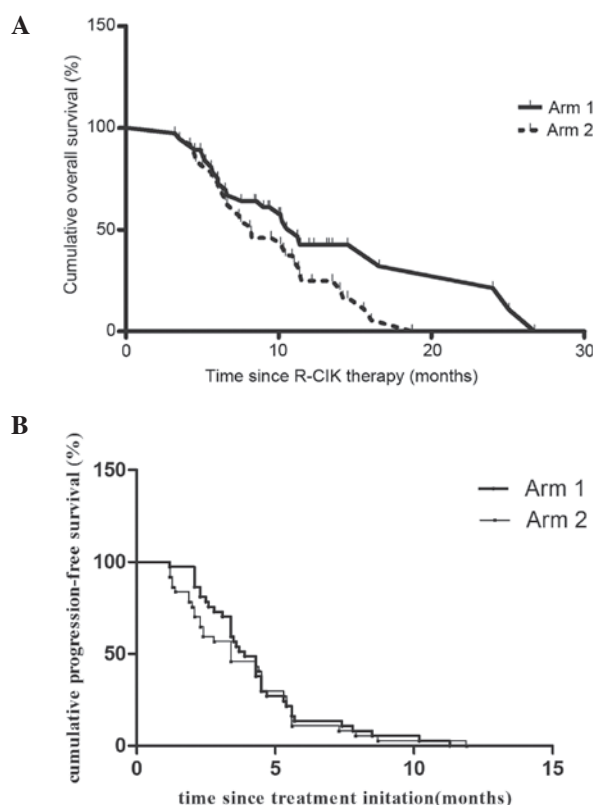 A
150
100
50
0
Cumulative overall survival (%)
Arm 1
Arm 2
0 10 20 30
Time since R-CIK therapy (months)
B
150
100
50
0
cumulative progression-free survival (%)
Arm 1
Arm 2
0 5 10 15
time since treatment initation(months)